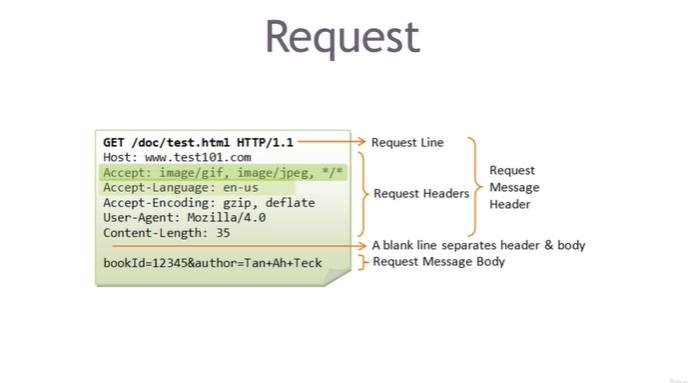 Request
GET /doc/test.html HTTP/1.1
Request Line
Host: www.test101.com
Accept: image/gif, image/jpeg, */*
Accept-Language: en-us
Accept-Encoding: gzip, deflate
User-Agent: Mozilla/4.0
Content-Length: 35
Request Headers
Request
Message
Header
A blank line separates header & body
bookId=12345&author=Tan+Ah+Teck
Request Message Body